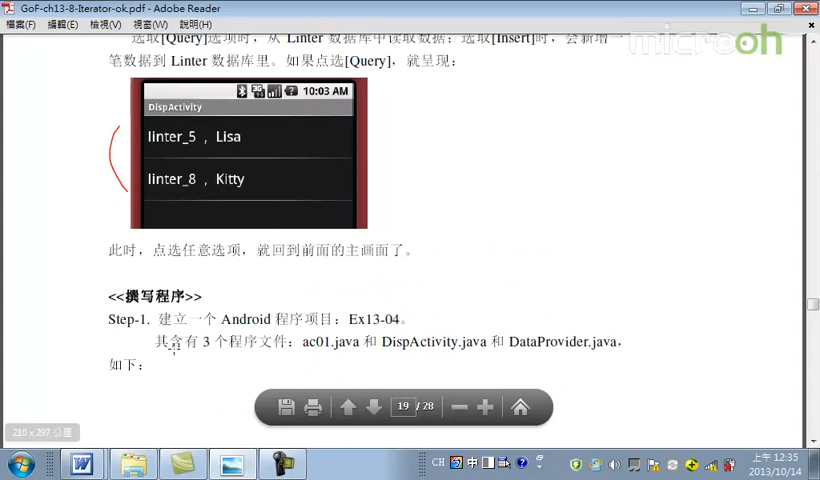 GoF-ch13-8-Iterator-ok.pdf - Adobe Reader
檔案(F) 編輯(E) 檢視(V) 視窗(W) 說明(H)
microoh
选取[Query]选项时，从 Linter 数据库中读取数据；选取[Insert]时，会新增一
笔数据到 Linter 数据库里。如果点选[Query]，就呈现：
3G 10:03 AM
DispActivity
linter_5 , Lisa
linter_8 , Kitty
此时，点选任意选项，就回到前面的主画面了。
<<撰写程序>>
Step-1. 建立一个 Android 程序项目：Ex13-04。
其含有 3 个程序文件：ac01.java 和 DispActivity.java 和 DataProvider.java，
如下：
19 / 28
210 x 297 公釐
CH 中 上午 12:35
2013/10/14